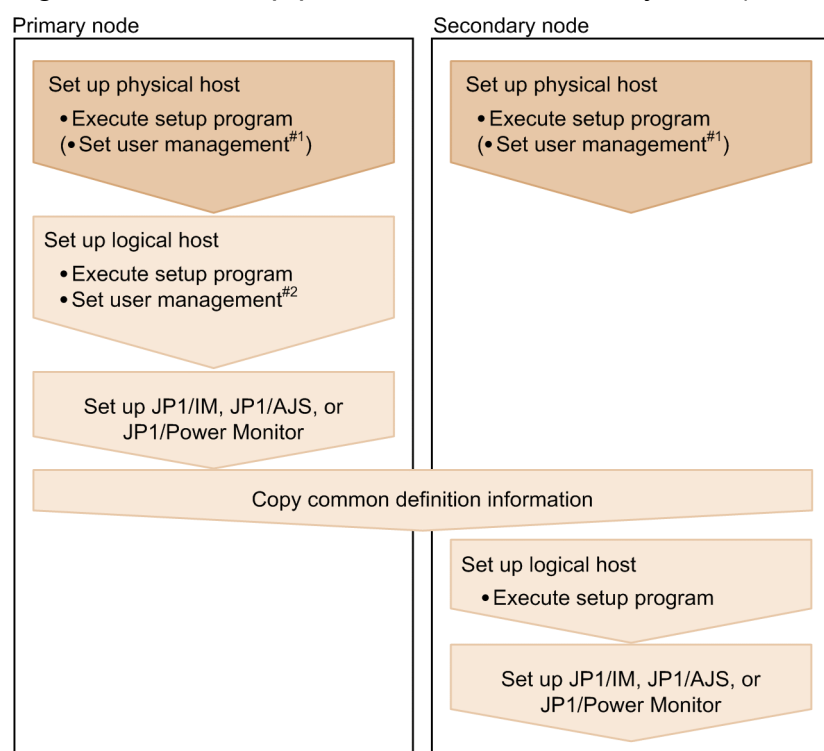 Primary node
Set up physical host
• Execute setup program
(• Set user management#1)
Set up logical host
• Execute setup program
• Set user management#2
Set up JP1/IM, JP1/AJS, or
JP1/Power Monitor
Secondary node
Set up physical host
• Execute setup program
(• Set user management#1)
Copy common definition information
Set up logical host
• Execute setup program
Set up JP1/IM, JP1/AJS, or
JP1/Power Monitor